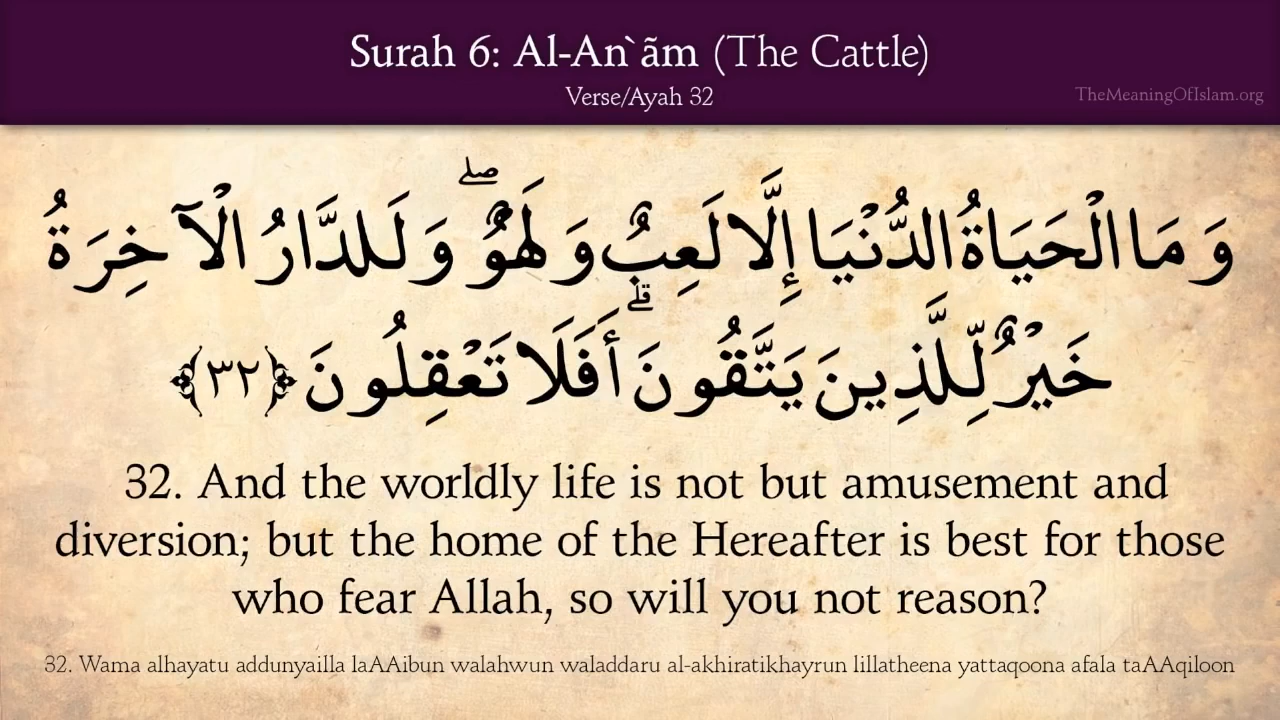 Surah 6: Al-An`ãm (The Cattle)
Verse/Ayah 32
TheMeaningOfIslam.org
وَمَا الْحَيَاةُ الدُّنْيَا إِلَّا لَعِبٌ وَلَهْوٌ ۖ وَلَلدَّارُ الْآخِرَةُ
خَيْرٌ لِّلَّذِينَ يَتَّقُونَ ۗ أَفَلَا تَعْقِلُونَ ﴿٣٢﴾
32. And the worldly life is not but amusement and
diversion; but the home of the Hereafter is best for those
who fear Allah, so will you not reason?
32. Wama alhayatu addunyailla laAAibun walahwun waladdaru al-akhiratikhayrun lillatheena yattaqoona afala taAAqiloon